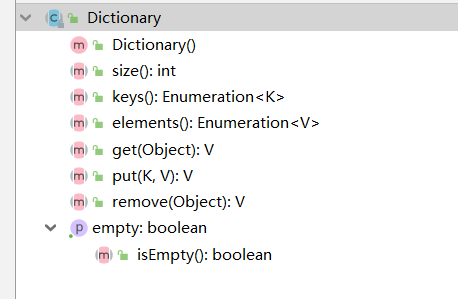 Dictionary
Dictionary()
size(): int
keys(): Enumeration<K>
elements(): Enumeration<V>
get(Object): V
put(K, V): V
remove(Object): V
empty: boolean
isEmpty(): boolean